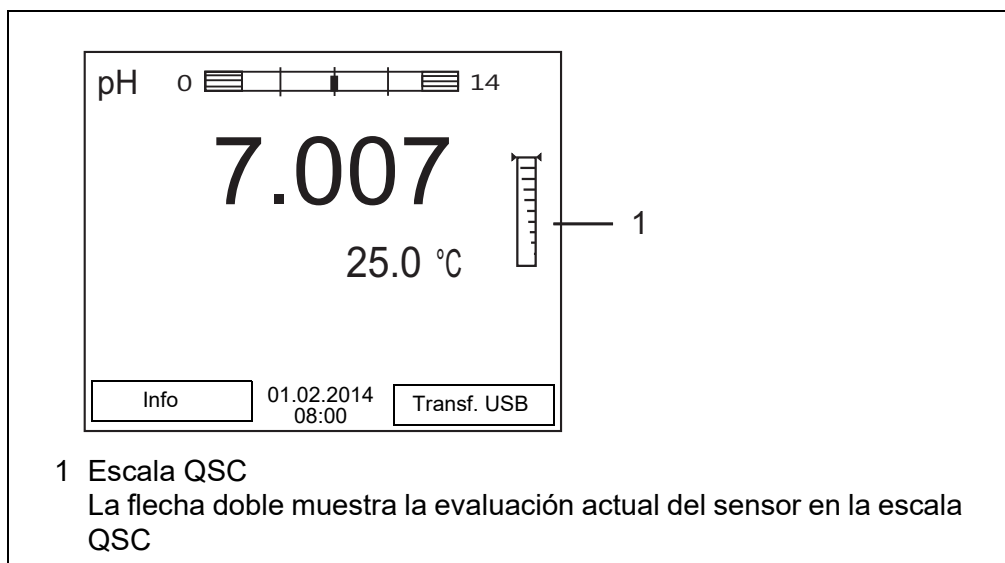 pH 0 14
7.007
1
25.0 °C
Info 01.02.2014 Transf. USB
08:00
1 Escala QSC
La flecha doble muestra la evaluación actual del sensor en la escala
QSC